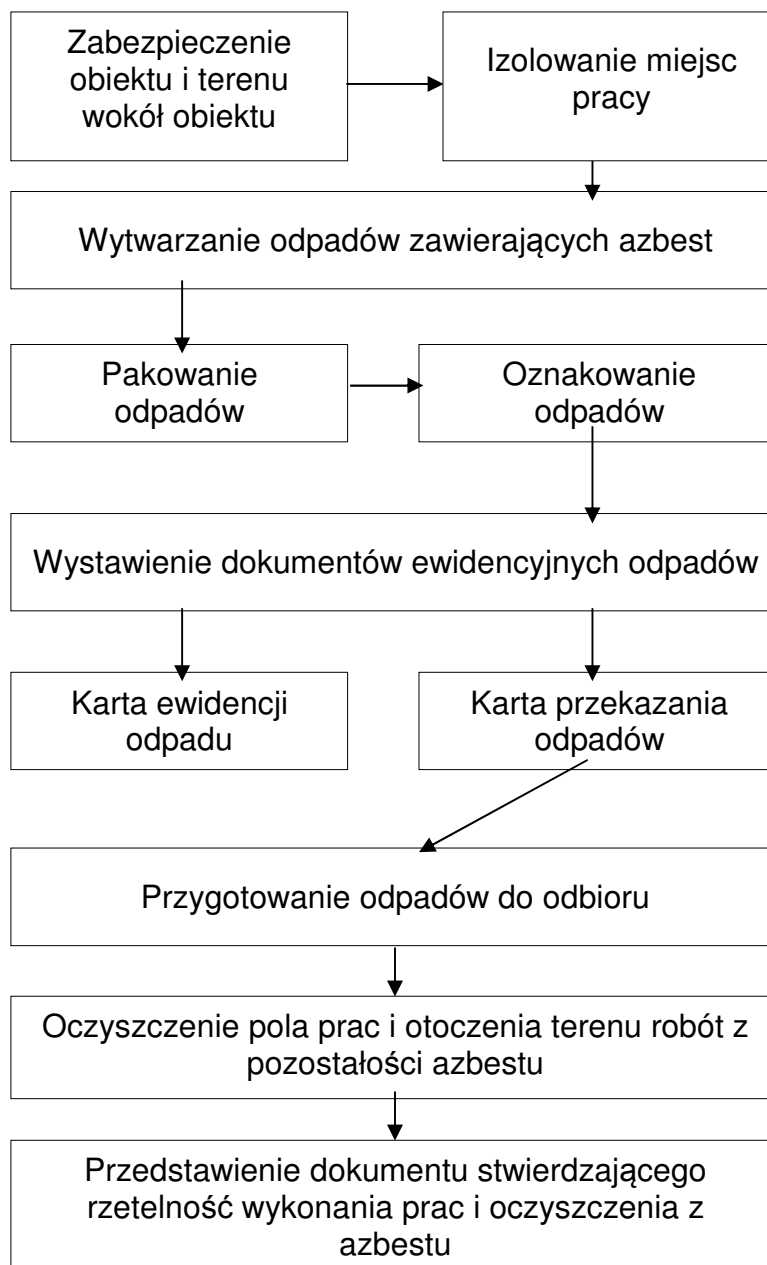 Zabezpieczenie
obiektu i terenu
wokół obiektu
Izolowanie miejsc
pracy
Wytwarzanie odpadów zawierających azbest
Pakowanie
odpadów
Oznakowanie
odpadów
Wystawienie dokumentów ewidencyjnych odpadów
Karta ewidencji
odpadu
Karta przekazania
odpadów
Przygotowanie odpadów do odbioru
Oczyszczenie pola prac i otoczenia terenu robót z
pozostałości azbestu
Przedstawienie dokumentu stwierdzającego
rzetelność wykonania prac i oczyszczenia z
azbestu